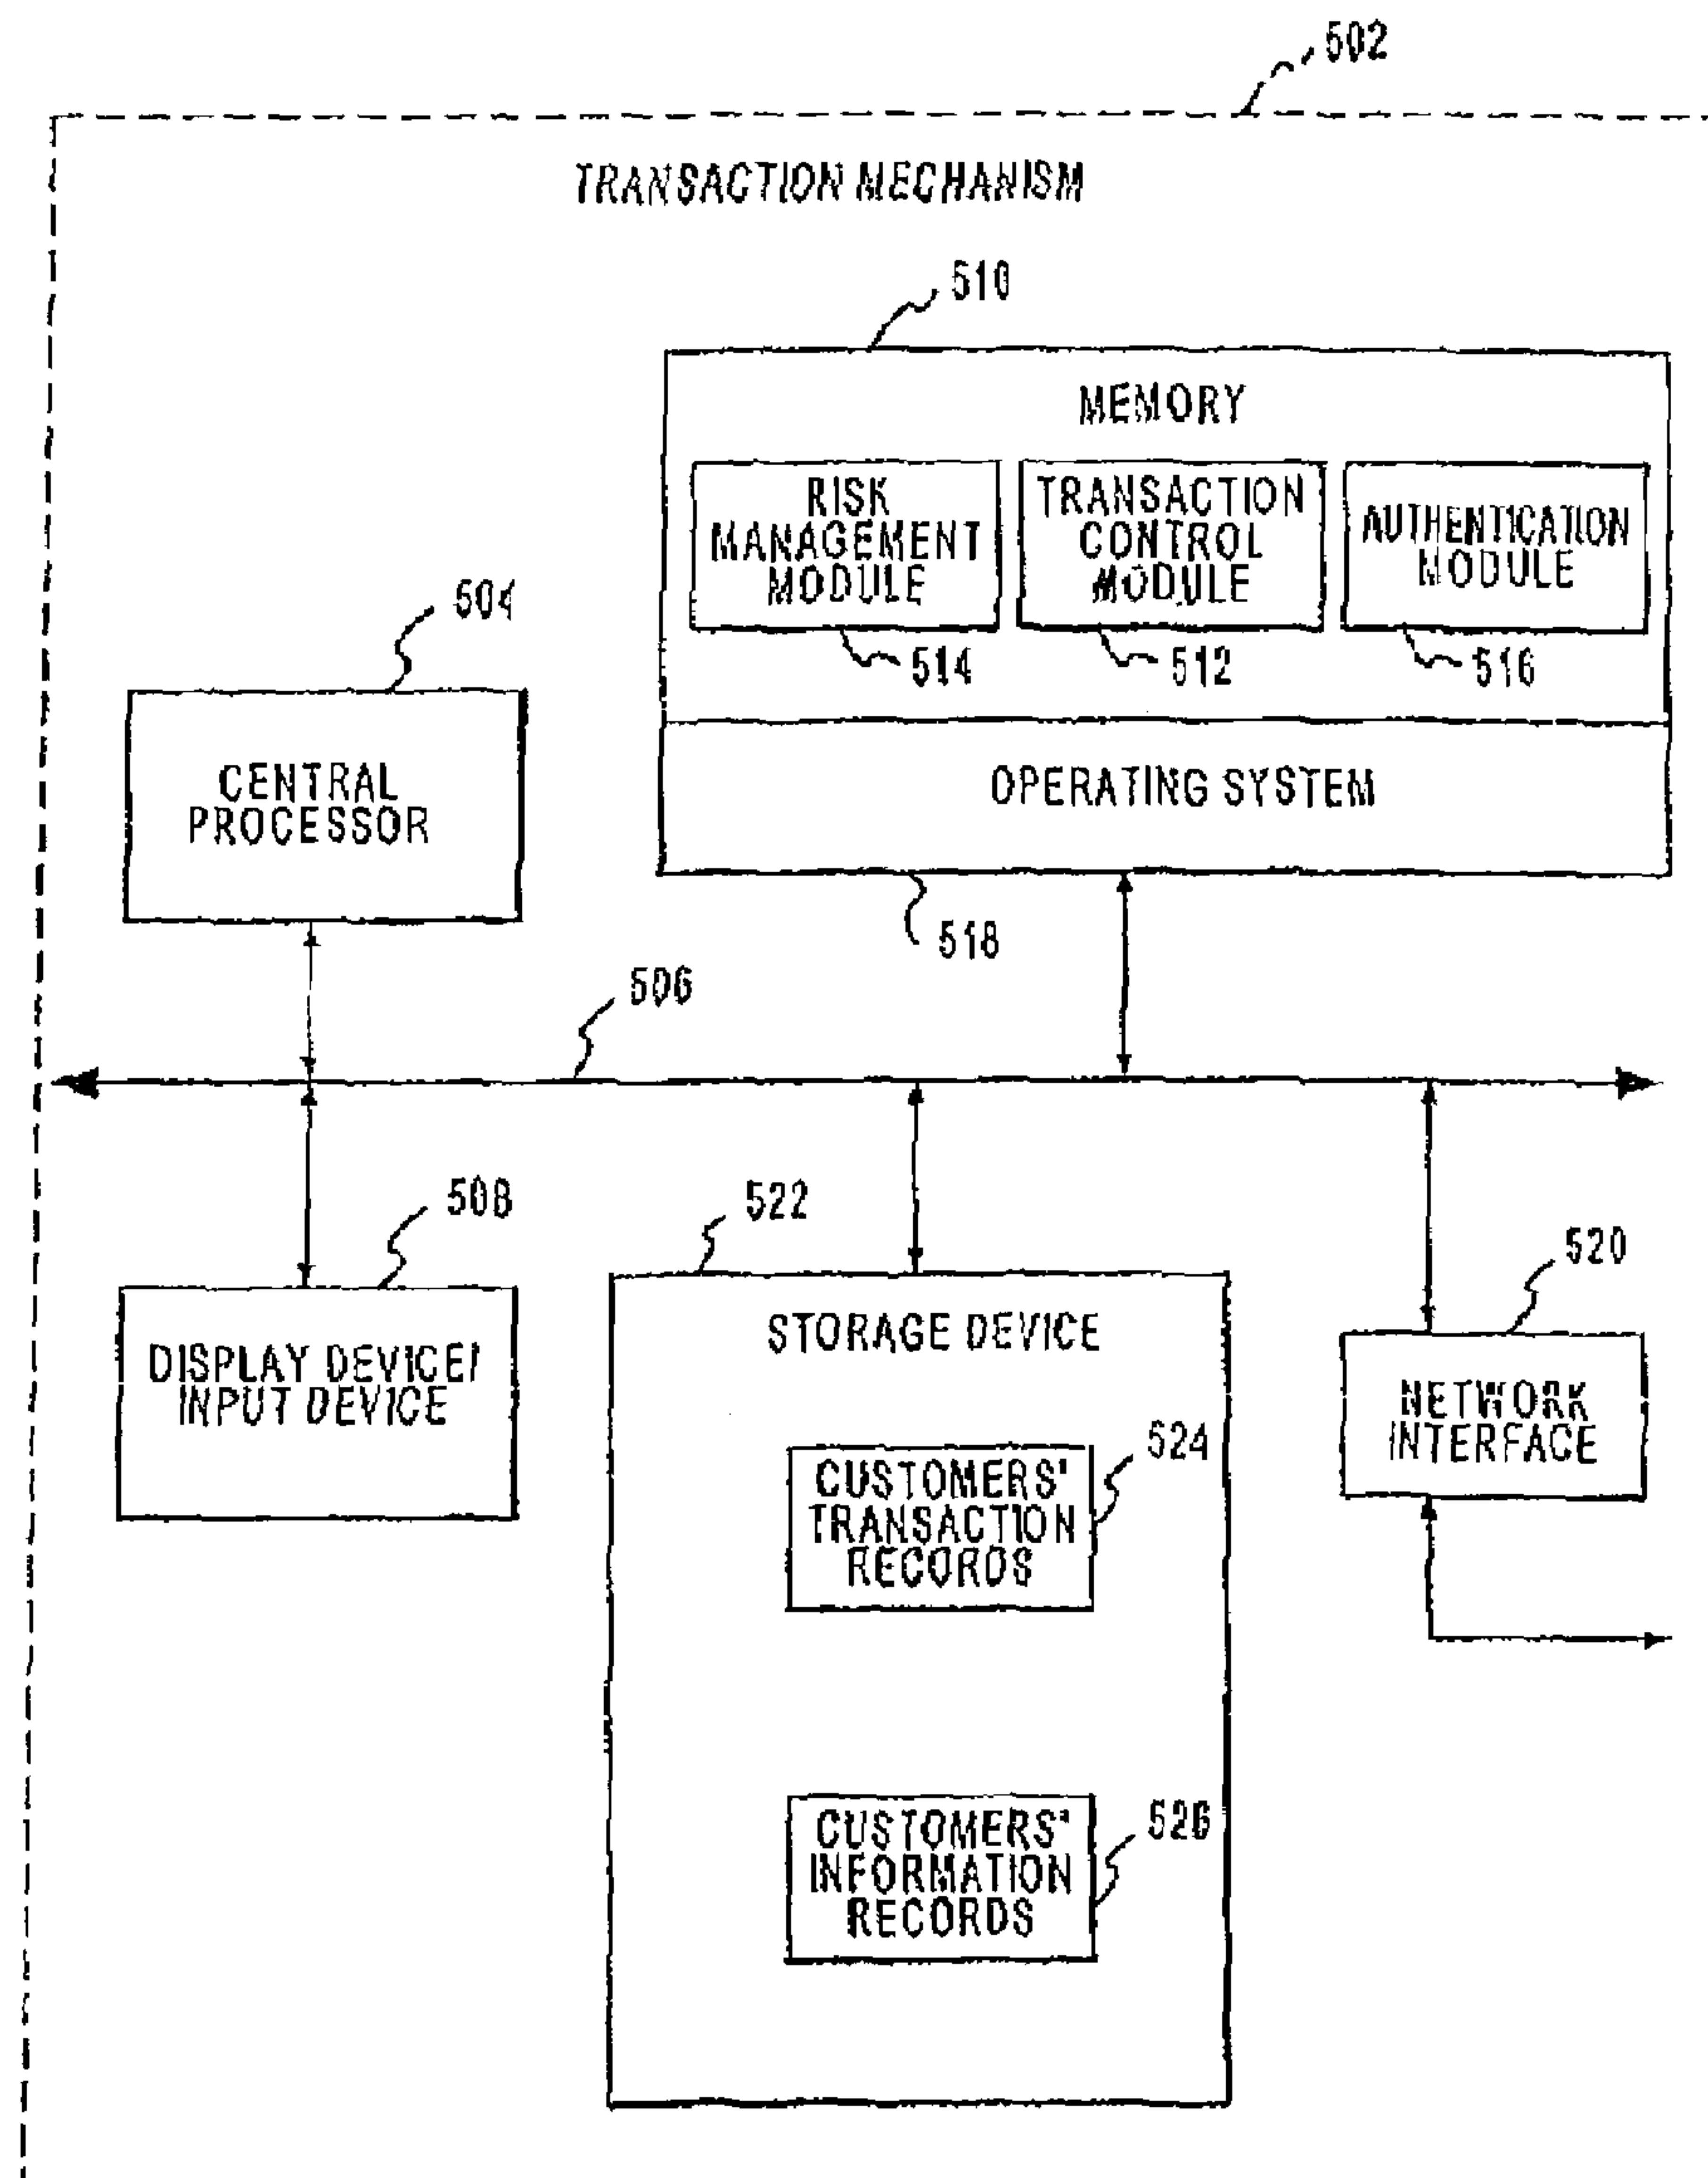 502
TRANSACTION MECHANISM
510
MEMORY
RISK
MANAGEMENT
MODULE
TRANSACTION
CONTROL
MODULE
AUTHENTICATION
MODULE
514
512
516
504
CENTRAL
PROCESSOR
OPERATING SYSTEM
518
506
508
522
520
DISPLAY DEVICE/
INPUT DEVICE
STORAGE DEVICE
NETWORK
INTERFACE
524
CUSTOMERS'
TRANSACTION
RECORDS
526
CUSTOMERS'
INFORMATION
RECORDS